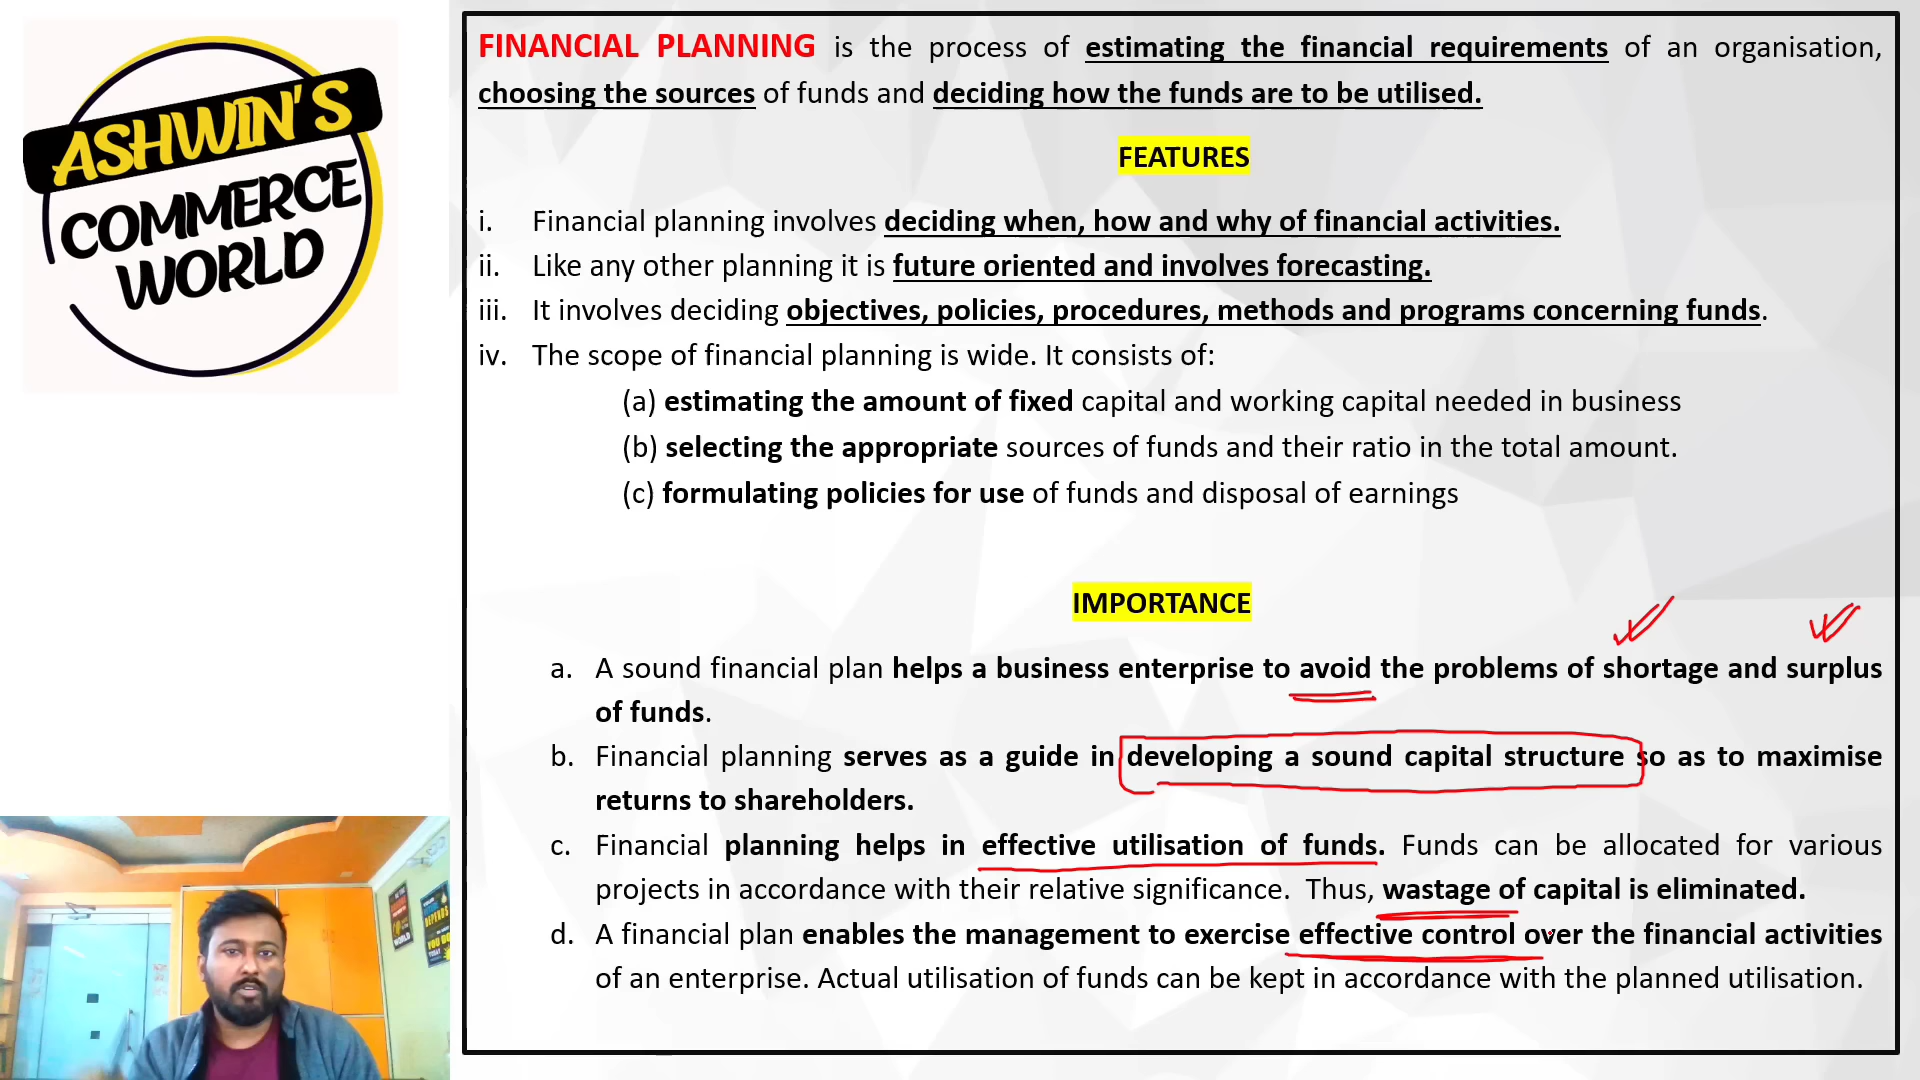 ASHWIN'S
COMMERCE
WORLD
FINANCIAL PLANNING is the process of estimating the financial requirements of an organisation,
choosing the sources of funds and deciding how the funds are to be utilised.
FEATURES
i. Financial planning involves deciding when, how and why of financial activities.
ii. Like any other planning it is future oriented and involves forecasting.
iii. It involves deciding objectives, policies, procedures, methods and programs concerning funds.
iv. The scope of financial planning is wide. It consists of:
(a) estimating the amount of fixed capital and working capital needed in business
(b) selecting the appropriate sources of funds and their ratio in the total amount.
(c) formulating policies for use of funds and disposal of earnings
IMPORTANCE
a. A sound financial plan helps a business enterprise to avoid the problems of shortage and surplus
of funds.
b. Financial planning serves as a guide in developing a sound capital structure so as to maximise
returns to shareholders.
c. Financial planning helps in effective utilisation of funds. Funds can be allocated for various
projects in accordance with their relative significance. Thus, wastage of capital is eliminated.
d. A financial plan enables the management to exercise effective control over the financial activities
of an enterprise. Actual utilisation of funds can be kept in accordance with the planned utilisation.
WORLD
DEPENDS
YOU DO